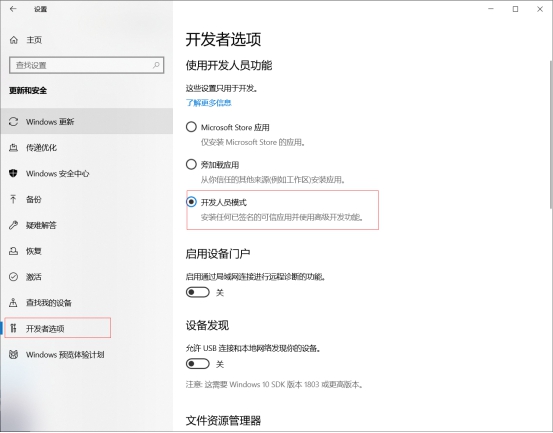 设置
主页
查找设置
更新和安全
Windows 更新
传递优化
Windows 安全中心
备份
疑难解答
恢复
激活
查找我的设备
开发者选项
Windows 预览体验计划
开发者选项
使用开发人员功能
这些设置只用于开发。
了解更多信息
Microsoft Store 应用
仅安装 Microsoft Store 的应用。
旁加载应用
从你信任的其他来源(例如工作区)安装应用。
开发人员模式
安装任何已签名的可信应用并使用高级开发功能。
启用设备门户
启用通过局域网连接进行远程诊断的功能。
关
设备发现
允许 USB 连接和本地网络发现你的设备。
关
注意: 这需要 Windows 10 SDK 版本 1803 或更高版本。
文件资源管理器